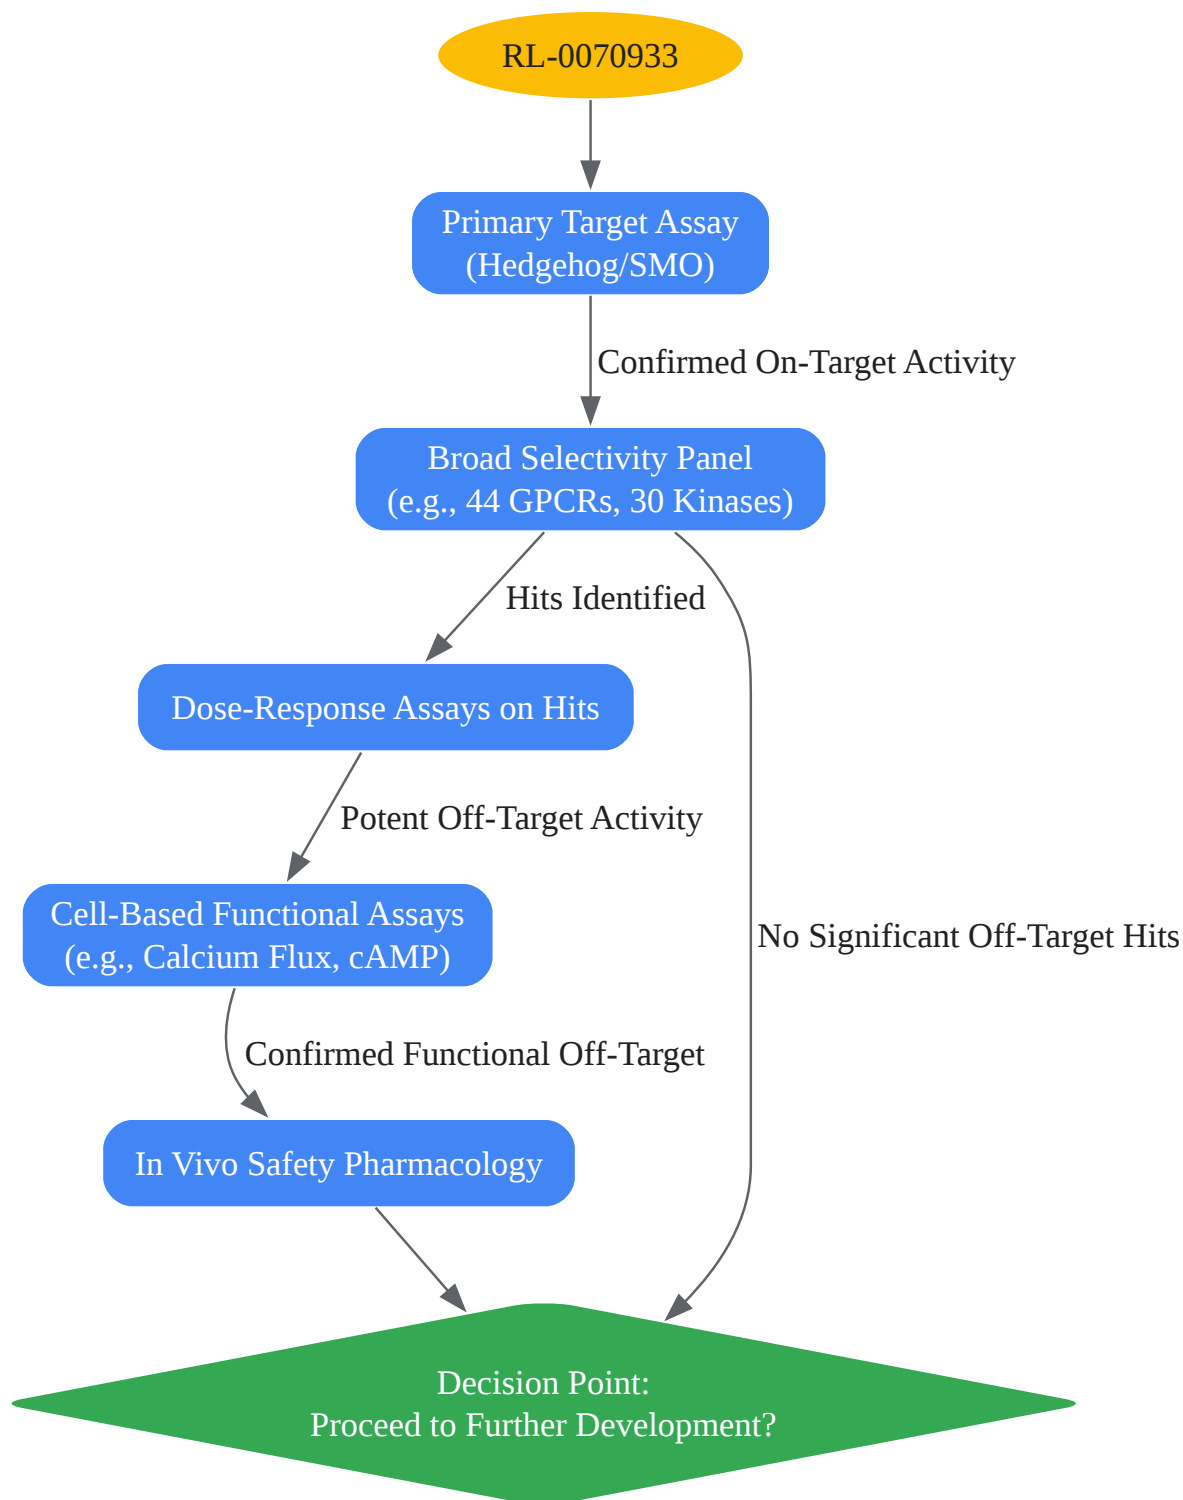 RL-0070933
Primary Target Assay
(Hedgehog/SMO)
Confirmed On-Target Activity
Broad Selectivity Panel
(e.g., 44 GPCRs, 30 Kinases)
Hits Identified
Dose-Response Assays on Hits
Potent Off-Target Activity
Cell-Based Functional Assays
(e.g., Calcium Flux, cAMP)
No Significant Off-Target Hits
Confirmed Functional Off-Target
In Vivo Safety Pharmacology
Decision Point:
Proceed to Further Development?